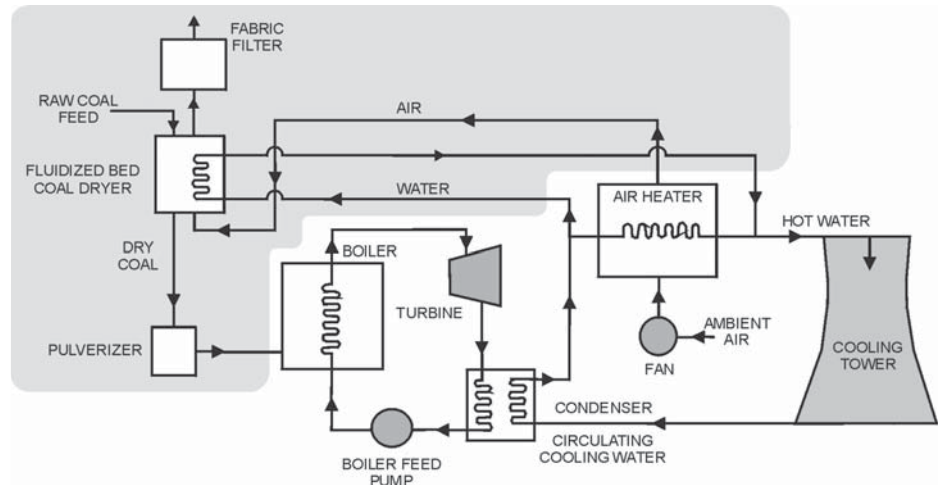 FABRIC
FILTER
RAW COAL
FEED
AIR
FLUIDIZED BED
COAL DRYER
WATER
AIR HEATER
HOT WATER
DRY
COAL
BOILER
TURBINE
PULVERIZER
AMBIENT
AIR
FAN
COOLING
TOWER
CONDENSER
CIRCULATING
COOLING WATER
BOILER FEED
PUMP